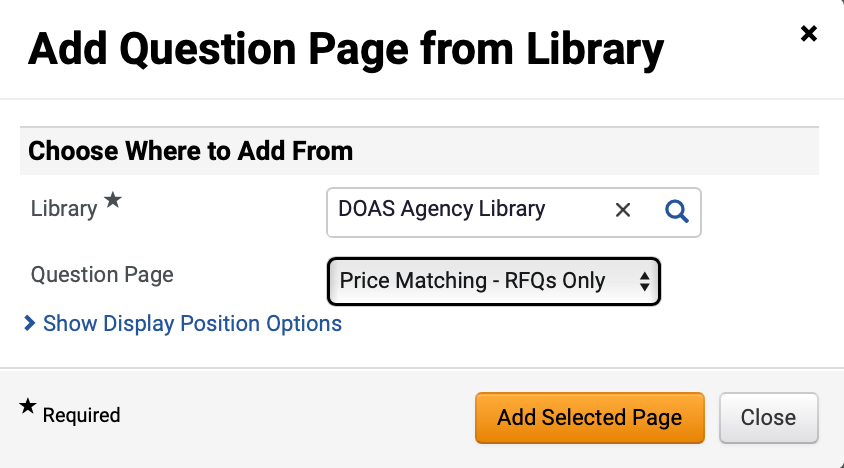 Add Question Page from Library
Choose Where to Add From
Library ★
DOAS Agency Library
Question Page
Price Matching - RFQs Only
Show Display Position Options
★ Required
Add Selected Page
Close